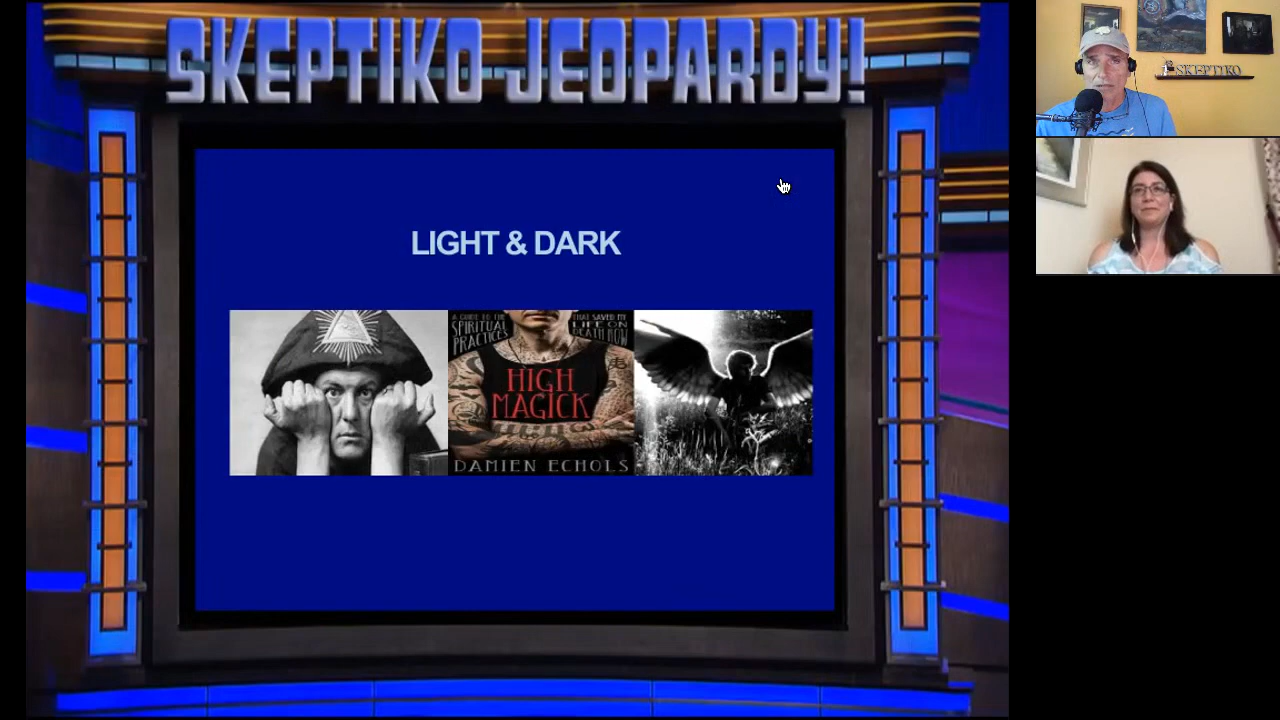 SKEPTIKO JEOPARDY!
SKEPTIKO
LIGHT & DARK
A GUIDE TO THE
SPIRITUAL
PRACTICES
THAT SAVED MY
LIFE ON
DEATH ROW
HIGH
MAGICK
DAMIEN ECHOLS